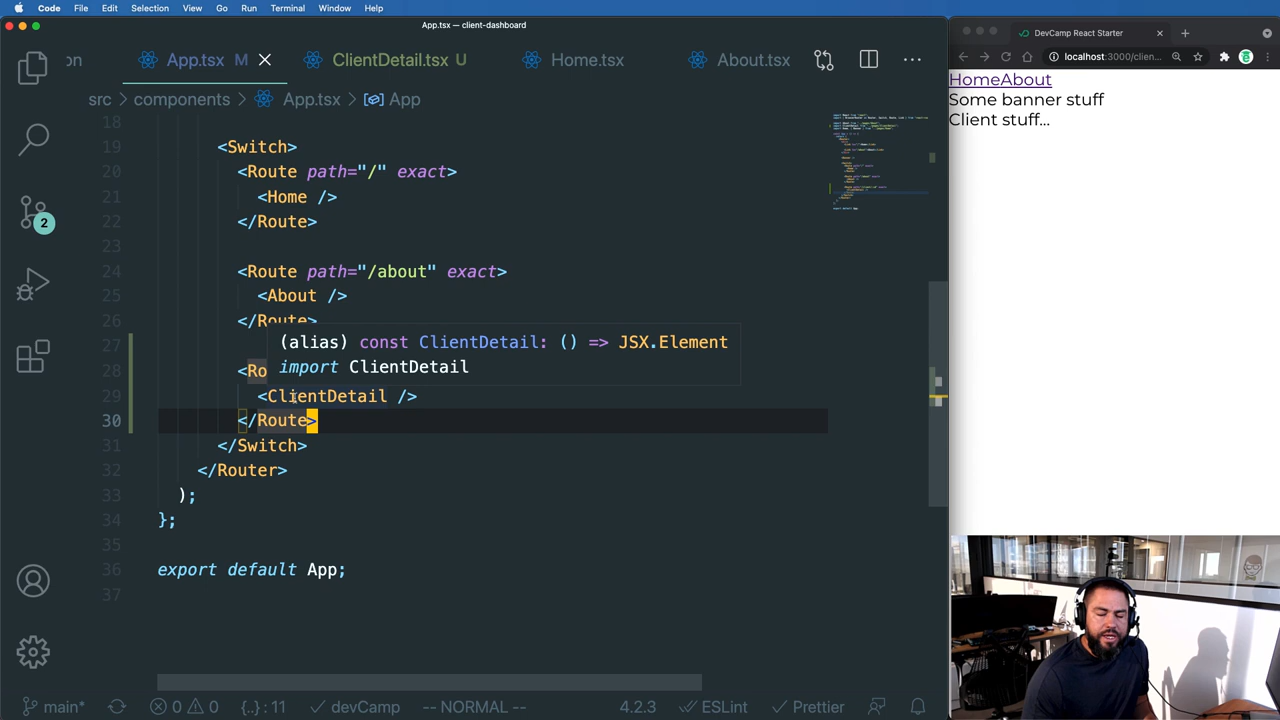 Code File Edit Selection View Go Run Terminal Window Help
App.tsx — client-dashboard
on App.tsx M ClientDetail.tsx U Home.tsx About.tsx
src > components > App.tsx > App
18
19 <Switch>
20 <Route path="/" exact>
21 <Home />
22 </Route>
23
24 <Route path="/about" exact>
25 <About />
26 </Route>
27 (alias) const ClientDetail: () => JSX.Element
28 <Ro import ClientDetail
29 <ClientDetail />
30 </Route>
31 </Switch>
32 </Router>
33 );
34 };
35
36 export default App;
37
2
main* 0 0 {..} : 11 devCamp -- NORMAL -- 4.2.3 ESLint Prettier
DevCamp React Starter
localhost:3000/clien...
HomeAbout
Some banner stuff
Client stuff...